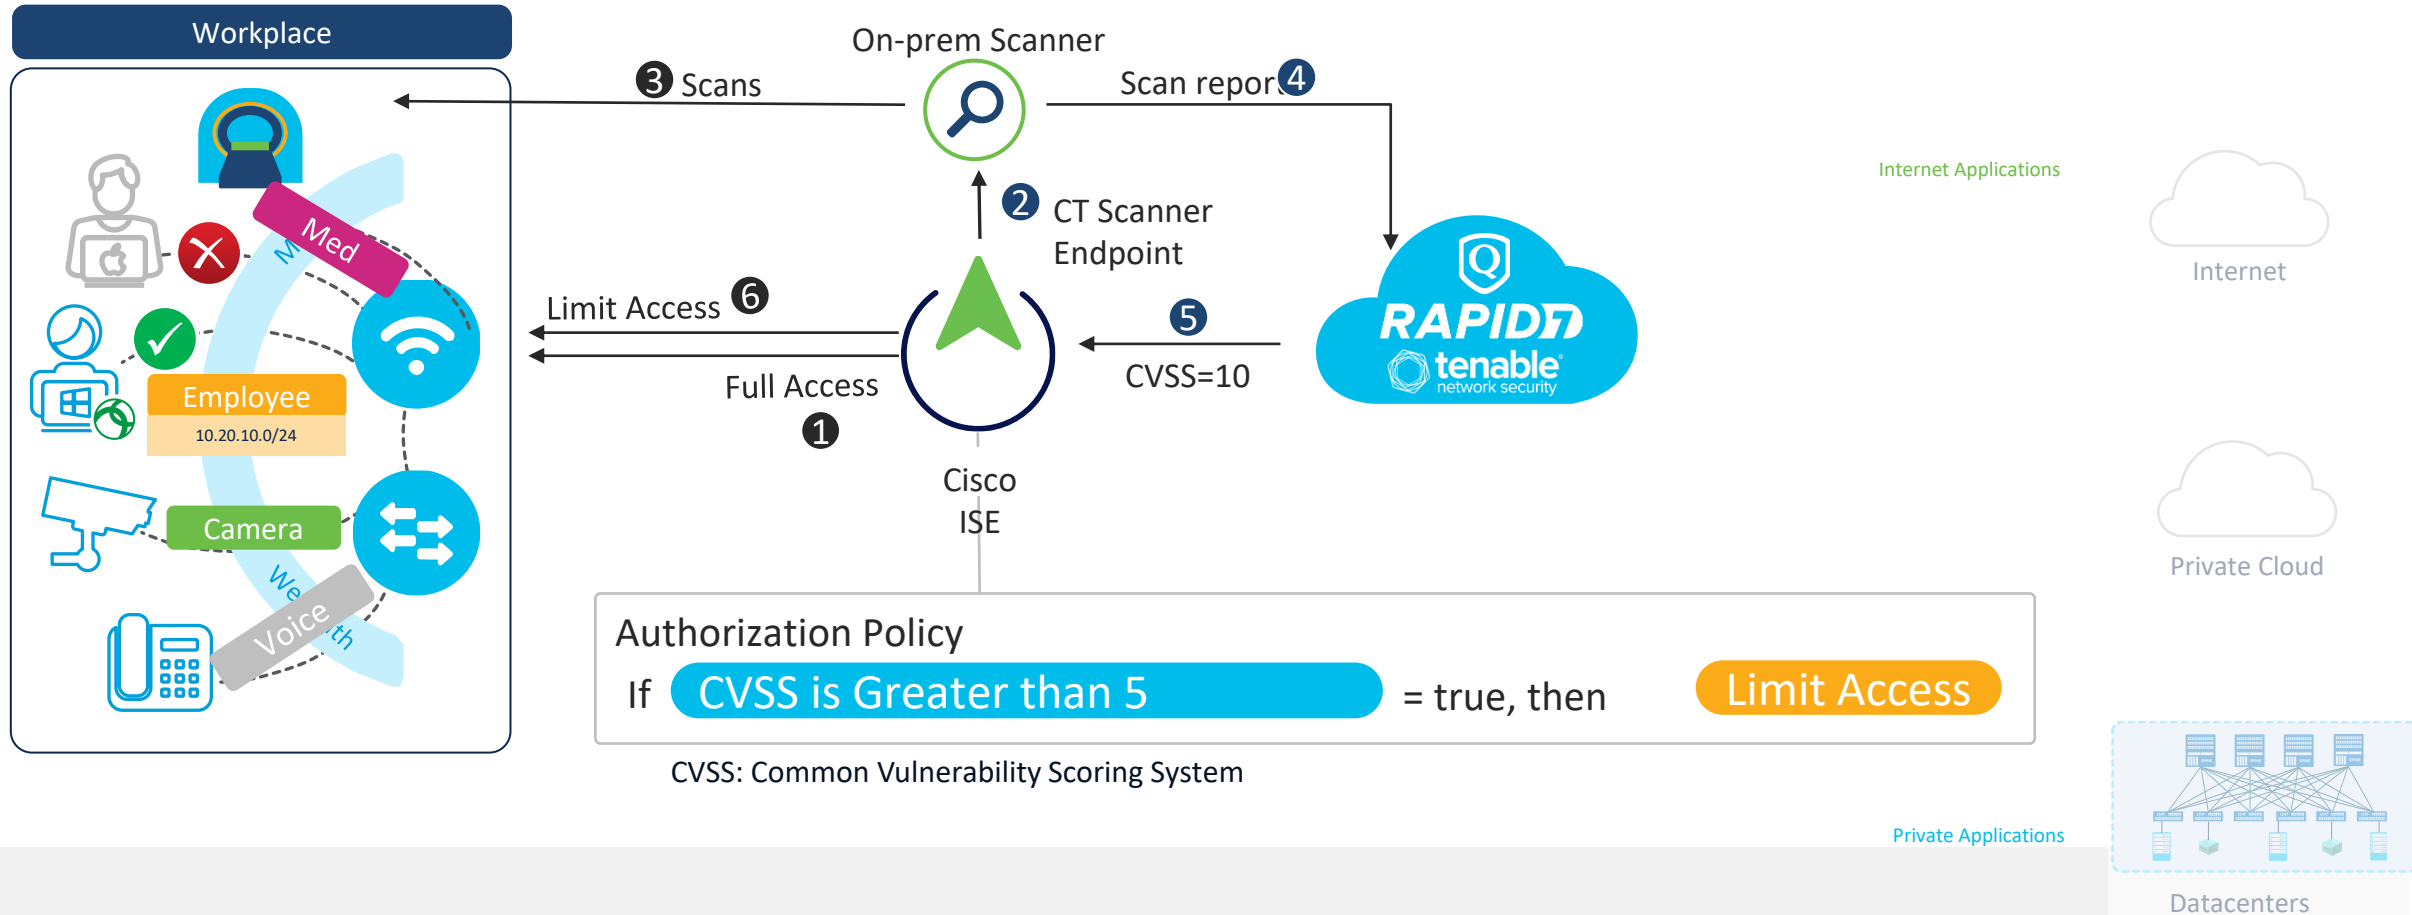 Workplace
On-prem Scanner
3 Scans
Scan repor 4
Internet Applications
Med
2 CT Scanner
Endpoint
Q
Internet
Limit Access 6
5
RAPID7
tenable
network security
CVSS=10
Full Access
1
Employee
10.20.10.0/24
Cisco
ISE
Camera
Voice
Private Cloud
Authorization Policy
If CVSS is Greater than 5 = true, then Limit Access
CVSS: Common Vulnerability Scoring System
Private Applications
Datacenters